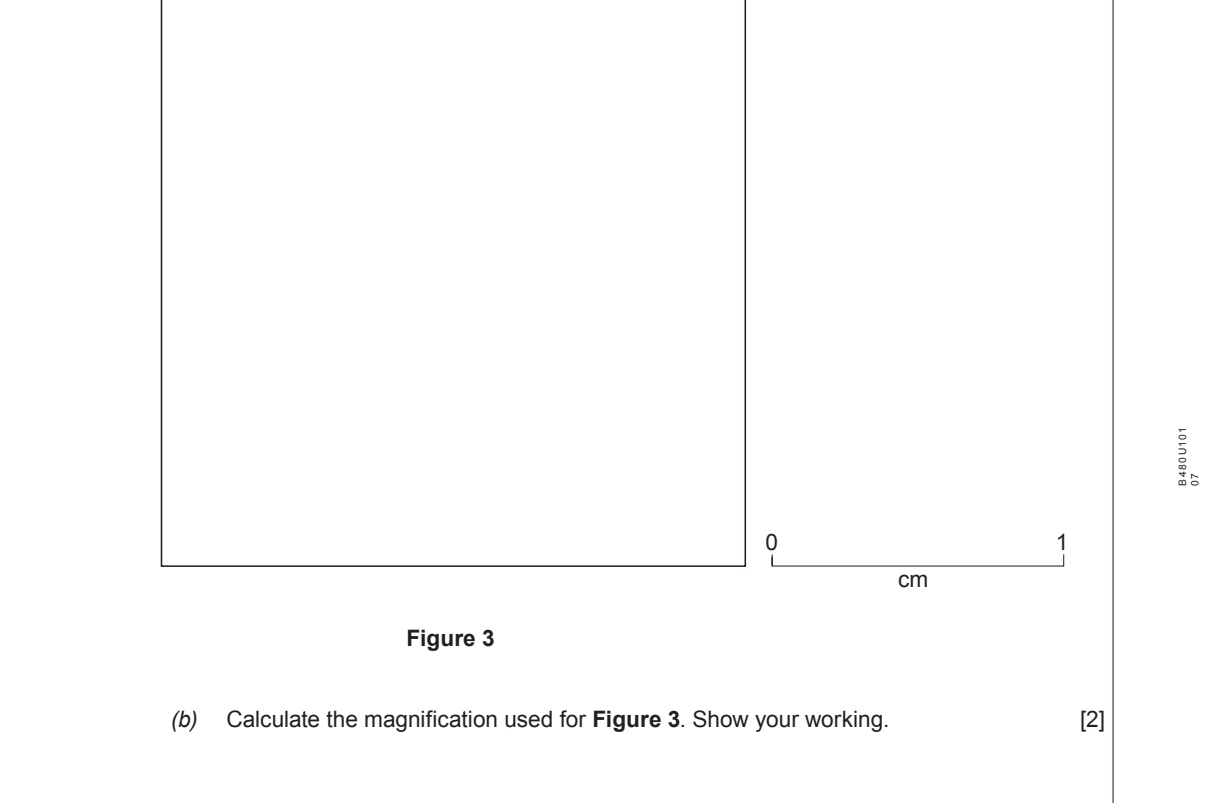 0 1
cm
Figure 3
(b) Calculate the magnification used for Figure 3. Show your working. [2]
B480U101
07